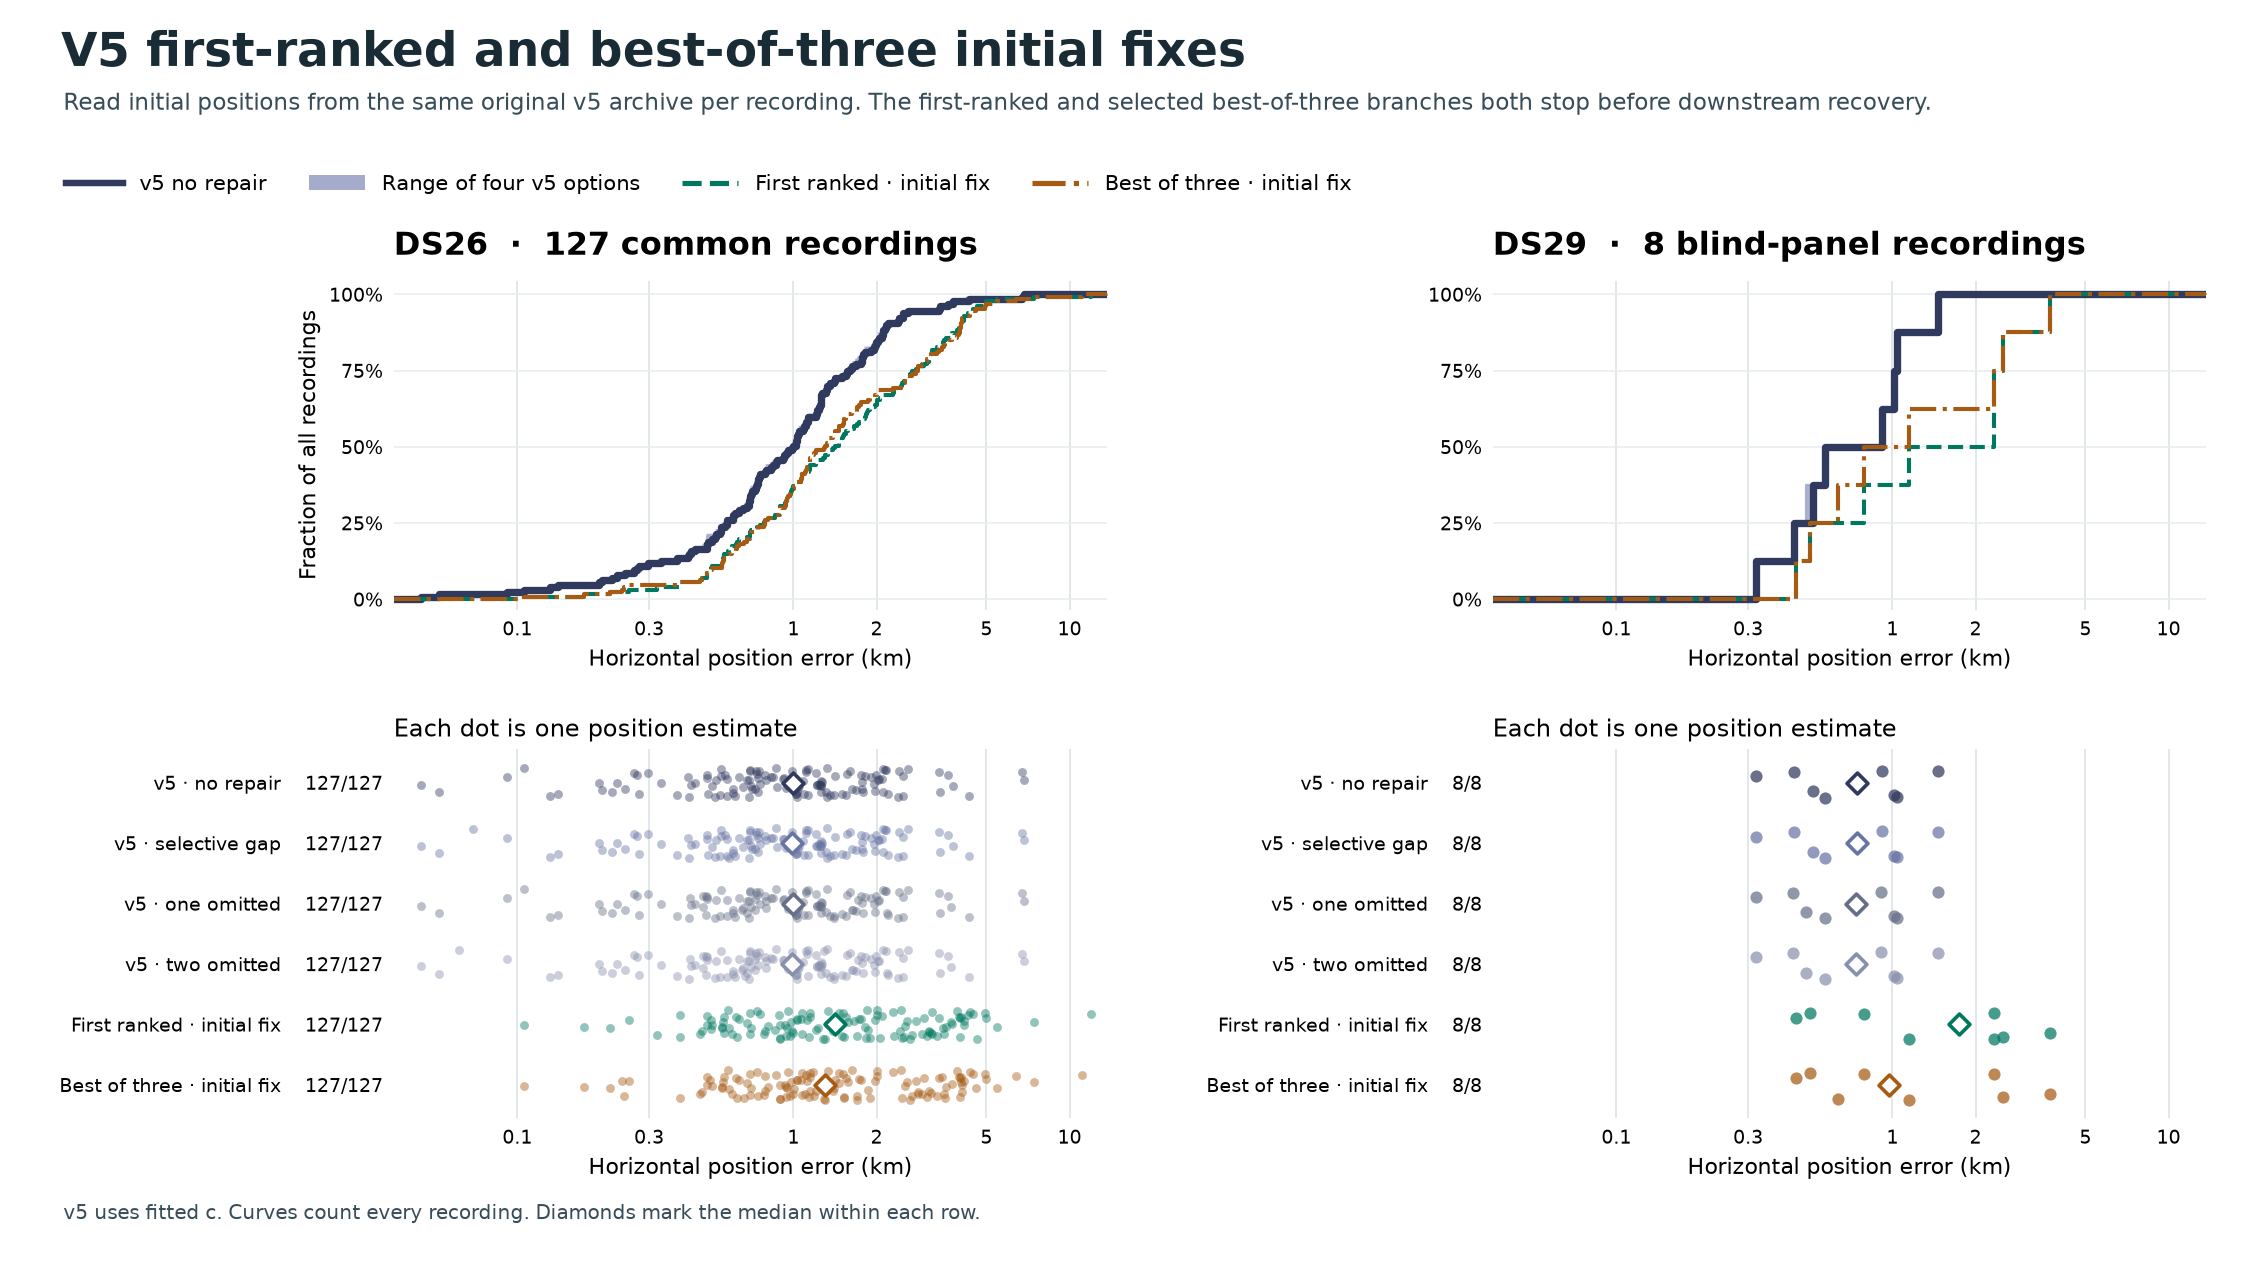 V5 first-ranked and best-of-three initial fixes
Read initial positions from the same original v5 archive per recording. The first-ranked and selected best-of-three branches both stop before downstream recovery.
v5 no repair
Range of four v5 options
First ranked · initial fix
Best of three · initial fix
DS26 · 127 common recordings
Fraction of all recordings
100%
75%
50%
25%
0%
0.1 0.3 1 2 5 10
Horizontal position error (km)
DS29 · 8 blind-panel recordings
100%
75%
50%
25%
0%
0.1 0.3 1 2 5 10
Horizontal position error (km)
Each dot is one position estimate
v5 · no repair 127/127
v5 · selective gap 127/127
v5 · one omitted 127/127
v5 · two omitted 127/127
First ranked · initial fix 127/127
Best of three · initial fix 127/127
0.1 0.3 1 2 5 10
Horizontal position error (km)
Each dot is one position estimate
v5 · no repair 8/8
v5 · selective gap 8/8
v5 · one omitted 8/8
v5 · two omitted 8/8
First ranked · initial fix 8/8
Best of three · initial fix 8/8
0.1 0.3 1 2 5 10
Horizontal position error (km)
v5 uses fitted c. Curves count every recording. Diamonds mark the median within each row.